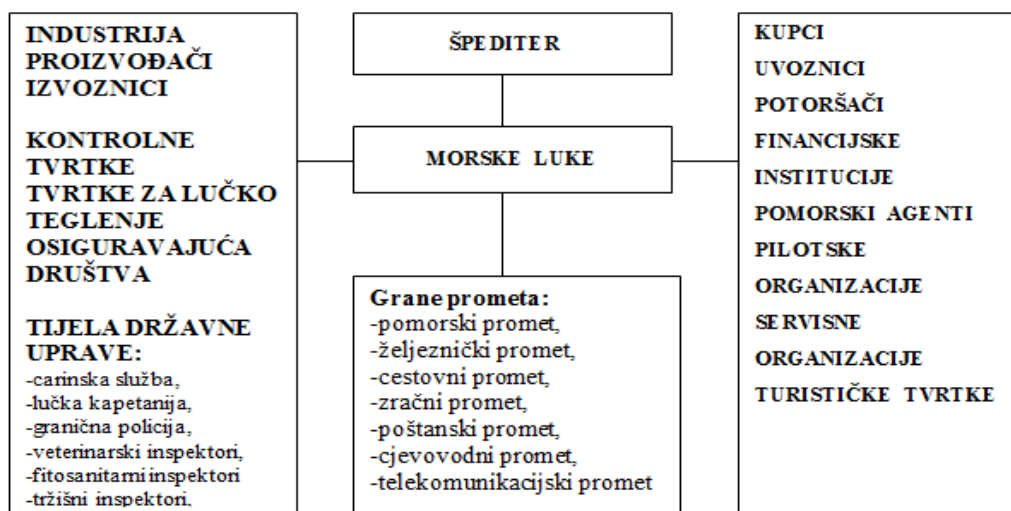 INDUSTRIJA
PROIZVOĐAČI
IZVOZNICI
KONTROLNE
TVRTKE
TVRTKE ZA LUČKO
TEGLENJE
OSIGURAVAJUĆA
DRUŠTVA
TIJELA DRŽAVNE
UPRAVE:
-carinska služba,
-lučka kapetanija,
-granična policija,
-veterinarski inspektori,
-fitosanitarni inspektori
-tržišni inspektori,
ŠPEDITER
MORSKE LUKE
Grane prometa:
-pomorski promet,
-željeznički promet,
-cestovni promet,
-zračni promet,
-poštanski promet,
-cjevovodni promet,
-telekomunikacijski promet
KUPCI
UVOZNICI
POTORŠAČI
FINANCIJSKE
INSTITUCIJE
POMORSKI AGENTI
PILOTSKE
ORGANIZACIJE
SERVISNE
ORGANIZACIJE
TURISTIČKE TVRTKE